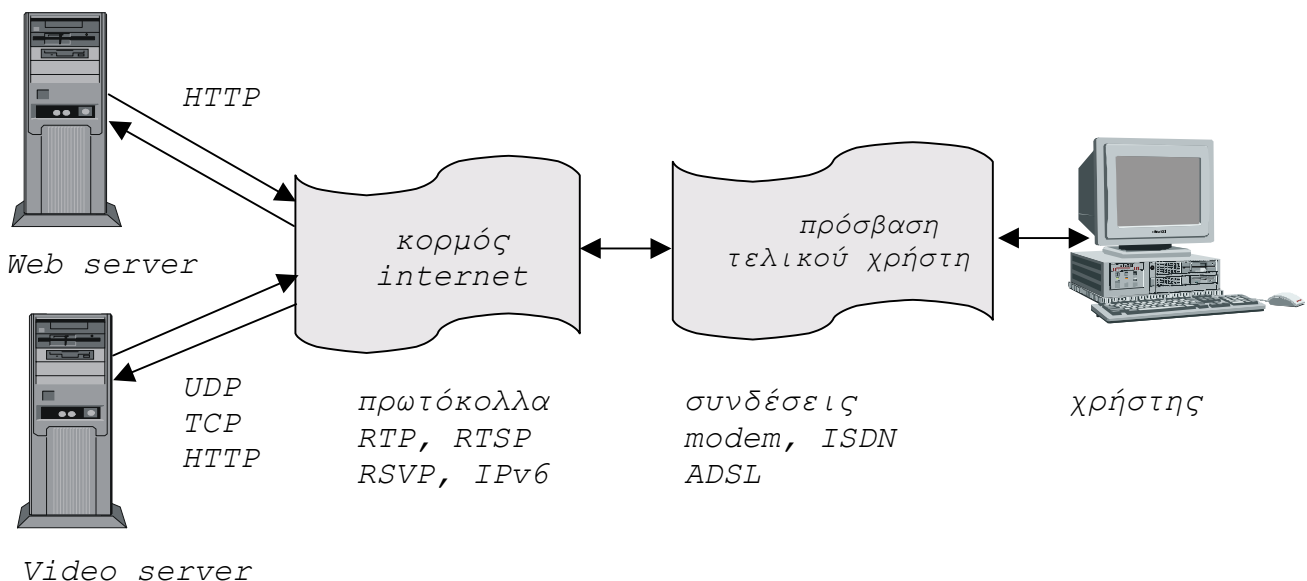 HTTP
Web server
κορμός
internet
πρόσβαση
τελικού χρήστη
UDP
TCP
HTTP
πρωτόκολλα
RTP, RTSP
RSVP, IPv6
συνδέσεις
modem, ISDN
ADSL
χρήστης
Video server